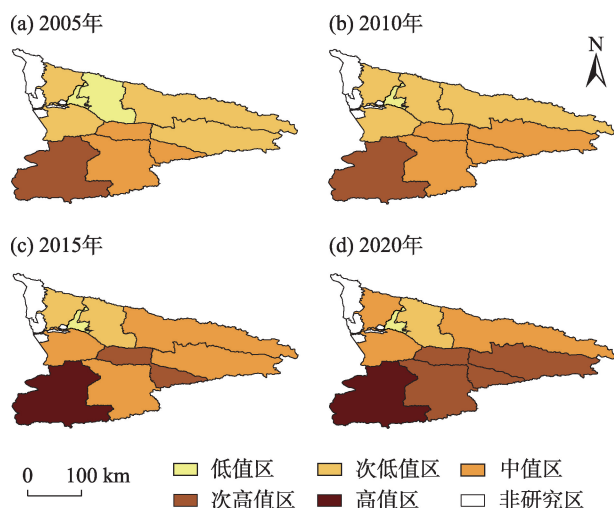 (a) 2005年
(b) 2010年
N
(c) 2015年
(d) 2020年
0 100 km
低值区 次低值区 中值区
次高值区 高值区 非研究区